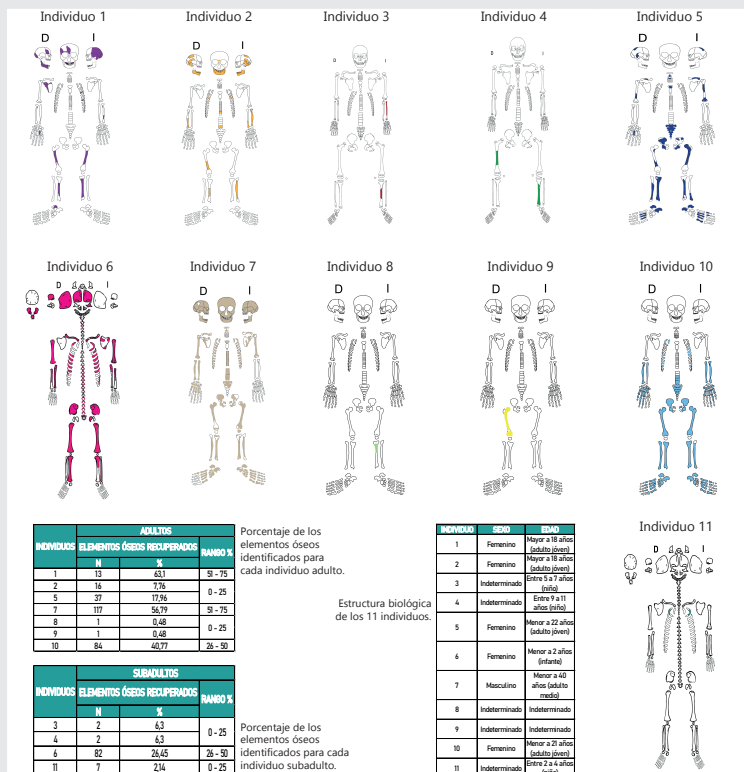 Individuo 1
Individuo 2
Individuo 3
Individuo 4
Individuo 5
D I
D I
D I
D I
D I
Individuo 6
Individuo 7
Individuo 8
Individuo 9
Individuo 10
D I
D I
D I
D I
D I
ADULTOS
INDIVIDUOS ELEMENTOS ÓSEOS RECUPERADOS RANGO %
N %
1 13 63,1 51 - 75
2 16 7,76 0 - 25
5 37 17,96
7 117 56,79 51 - 75
8 1 0,48 0 - 25
9 1 0,48
10 84 40,77 26 - 50
Porcentaje de los
elementos óseos
identificados para
cada individuo adulto.
SUBADULTOS
INDIVIDUOS ELEMENTOS ÓSEOS RECUPERADOS RANGO %
N %
3 2 6,3 0 - 25
4 2 6,3
6 82 26,45 26 - 50
11 7 2,14 0 - 25
Porcentaje de los
elementos óseos
identificados para cada
individuo subadulto.
Estructura biológica
de los 11 individuos.
INDIVIDUO SEXO EDAD
1 Femenino Mayor a 18 años
(adulto jóven)
2 Femenino Mayor a 18 años
(adulto jóven)
3 Indeterminado Entre 5 a 7 años
(niño)
4 Indeterminado Entre 9 a 11
años (niño)
5 Femenino Menor a 22 años
(adulto jóven)
6 Femenino Menor a 2 años
(infante)
7 Masculino Menor a 40
años (adulto
medio)
8 Indeterminado Indeterminado
9 Indeterminado Indeterminado
10 Femenino Menor a 21 años
(adulto jóven)
11 Indeterminado Entre 2 a 4 años
(niño)
Individuo 11
D I